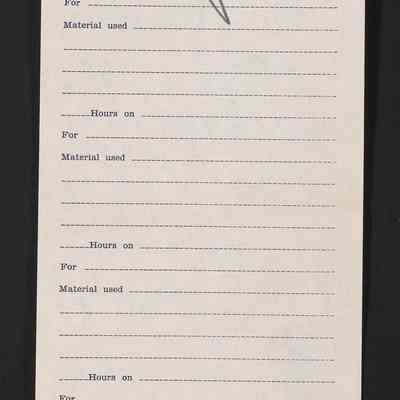 For
Material used
Hours on
For
Material used
Hours on
For
Material used
Hours on
For